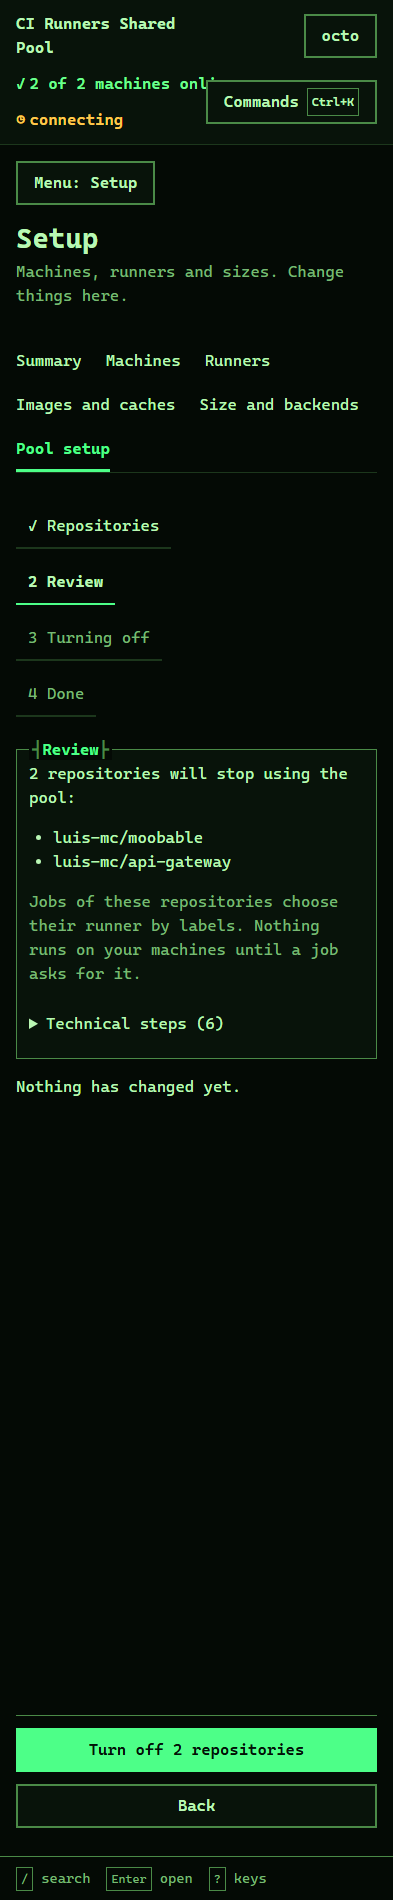 CI Runners Shared
Pool
octo
✓ 2 of 2 machines
Commands Ctrl+K
connecting
Menu: Setup
Setup
Machines, runners and sizes. Change
things here.
Summary Machines Runners
Images and caches Size and backends
Pool setup
✓ Repositories
2 Review
3 Turning off
4 Done
Review
2 repositories will stop using the
pool:
• luis-mc/moobable
• luis-mc/api-gateway
Jobs of these repositories choose
their runner by labels. Nothing
runs on your machines until a job
asks for it.
▶ Technical steps (6)
Nothing has changed yet.
Turn off 2 repositories
Back
/ search Enter open ? keys